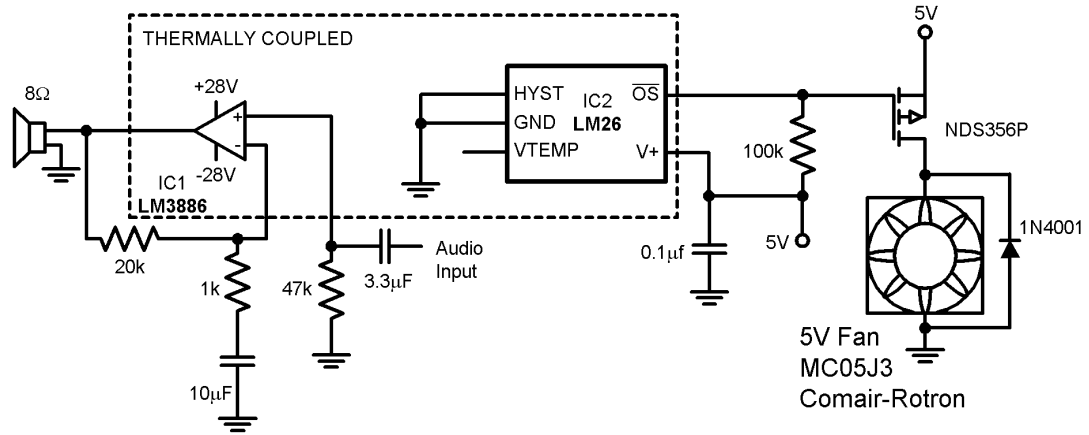 THERMALLY COUPLED
5V
8Ω
+28V
+
-
-28V
IC1
LM3886
HYST
GND
VTEMP
IC2
LM26
OS
V+
100k
NDS356P
1N4001
20k
1k
47k
3.3μF
Audio
Input
0.1μf
5V
10μF
5V Fan
MC05J3
Comair-Rotron